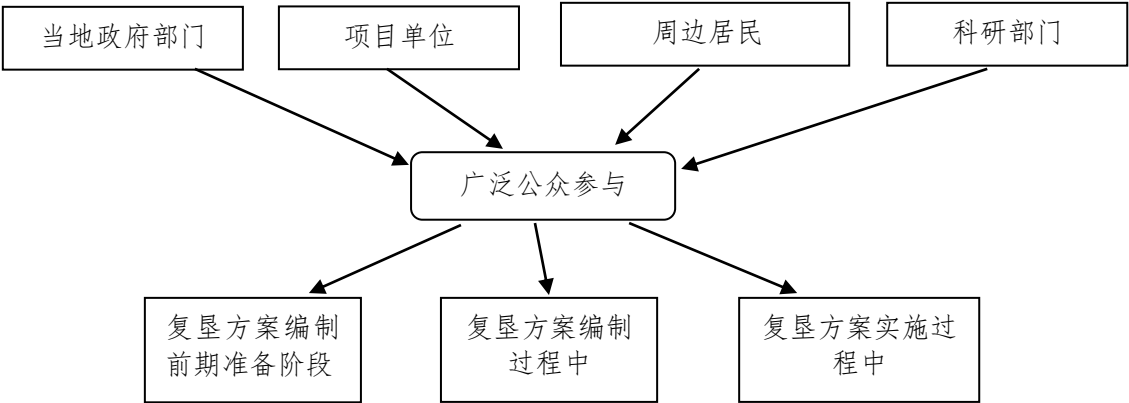 当地政府部门
项目单位
周边居民
科研部门
广泛公众参与
复垦方案编制
前期准备阶段
复垦方案编制
过程中
复垦方案实施过
程中